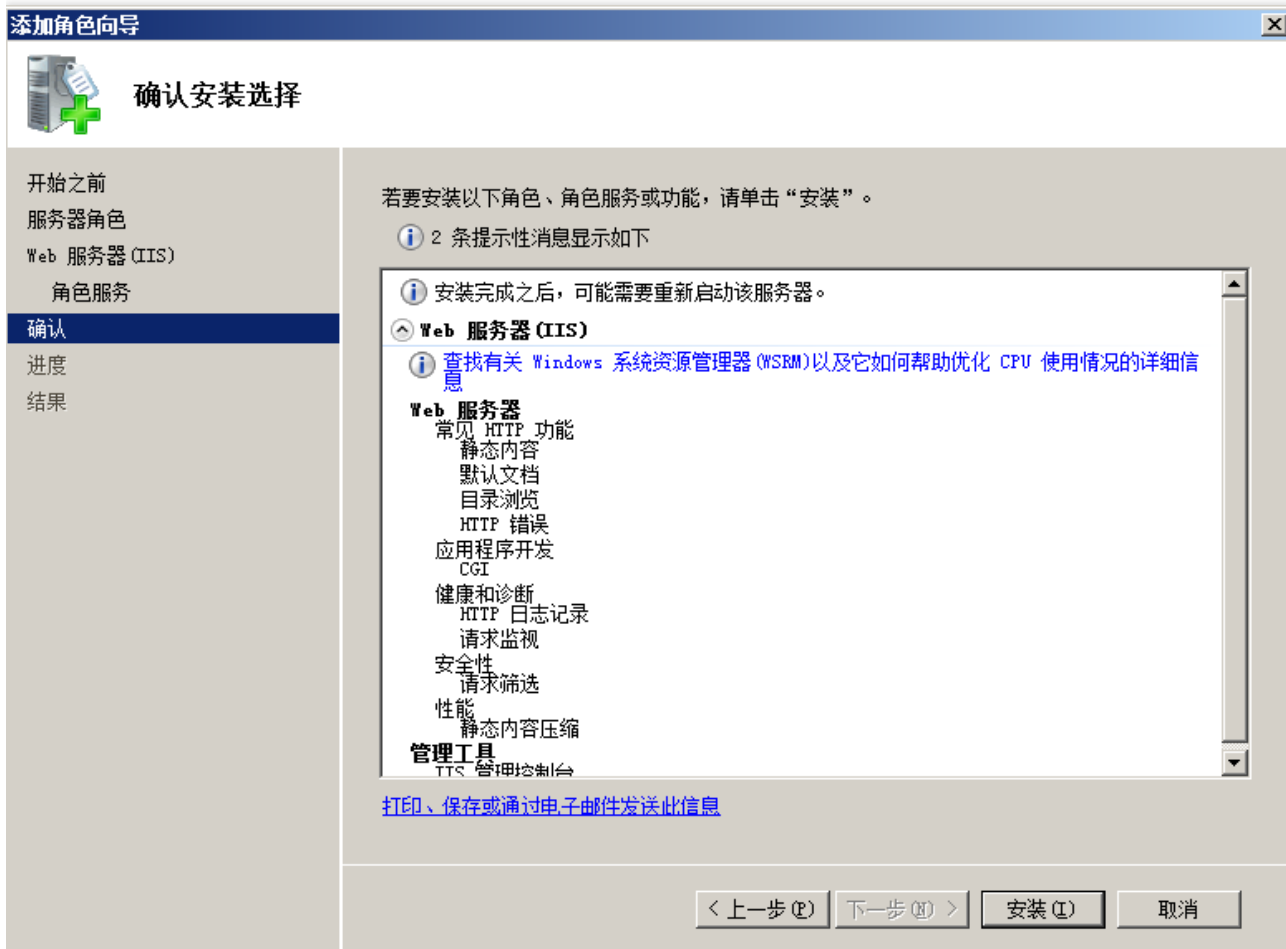 添加角色向导
确认安装选择
开始之前
服务器角色
Web 服务器(IIS)
角色服务
确认
进度
结果
若要安装以下角色、角色服务或功能，请单击“安装”。
2 条提示性消息显示如下
安装完成之后，可能需要重新启动该服务器。
Web 服务器(IIS)
查找有关 Windows 系统资源管理器(WSRM)以及它如何帮助优化 CPU 使用情况的详细信
息
Web 服务器
常见 HTTP 功能
静态内容
默认文档
目录浏览
HTTP 错误
应用程序开发
CGI
健康和诊断
HTTP 日志记录
请求监视
安全性
请求筛选
性能
静态内容压缩
管理工具
IIS 管理控制台
打印、保存或通过电子邮件发送此信息
< 上一步(P)
下一步(N) >
安装(I)
取消